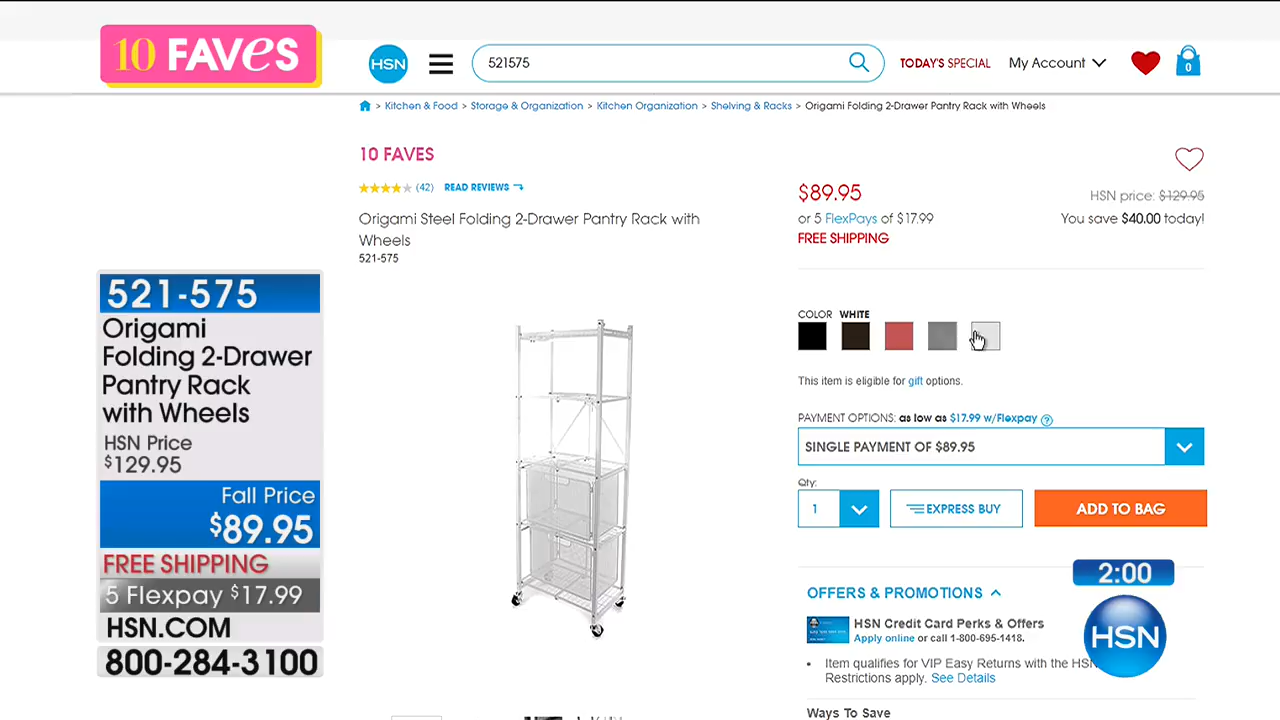 10 FAVeS
HSN
521575
TODAY'S SPECIAL
My Account
0
Kitchen & Food > Storage & Organization > Kitchen Organization > Shelving & Racks > Origami Folding 2-Drawer Pantry Rack with Wheels
10 FAVES
(42) READ REVIEWS
Origami Steel Folding 2-Drawer Pantry Rack with
Wheels
521-575
$89.95
HSN price: $129.95
or 5 FlexPays of $17.99
You save $40.00 today!
FREE SHIPPING
COLOR WHITE
This item is eligible for gift options.
PAYMENT OPTIONS: as low as $17.99 w/Flexpay ?
SINGLE PAYMENT OF $89.95
Qty:
1
EXPRESS BUY
ADD TO BAG
OFFERS & PROMOTIONS
HSN Credit Card Perks & Offers
Apply online or call 1-800-695-1418.
• Item qualifies for VIP Easy Returns with the HSN
Restrictions apply. See Details
Ways To Save
521-575
Origami
Folding 2-Drawer
Pantry Rack
with Wheels
HSN Price
$129.95
Fall Price
$89.95
FREE SHIPPING
5 Flexpay $17.99
HSN.COM
800-284-3100
2:00
HSN